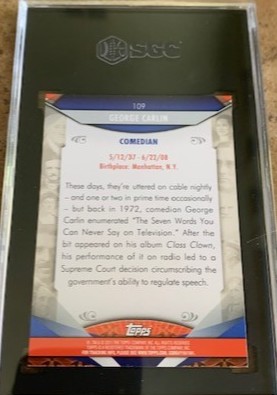 SGC
109
GEORGE CARLIN
COMEDIAN
5/12/37 - 6/22/08
Birthplace: Manhattan, N.Y.
These days, they're uttered on cable nightly
– and one or two in prime time occasionally
– but back in 1972, comedian George
Carlin enumerated "The Seven Words You
Can Never Say on Television." After the
bit appeared on his album Class Clown,
his performance of it on radio led to a
Supreme Court decision circumscribing the
government's ability to regulate speech.
TOPPS